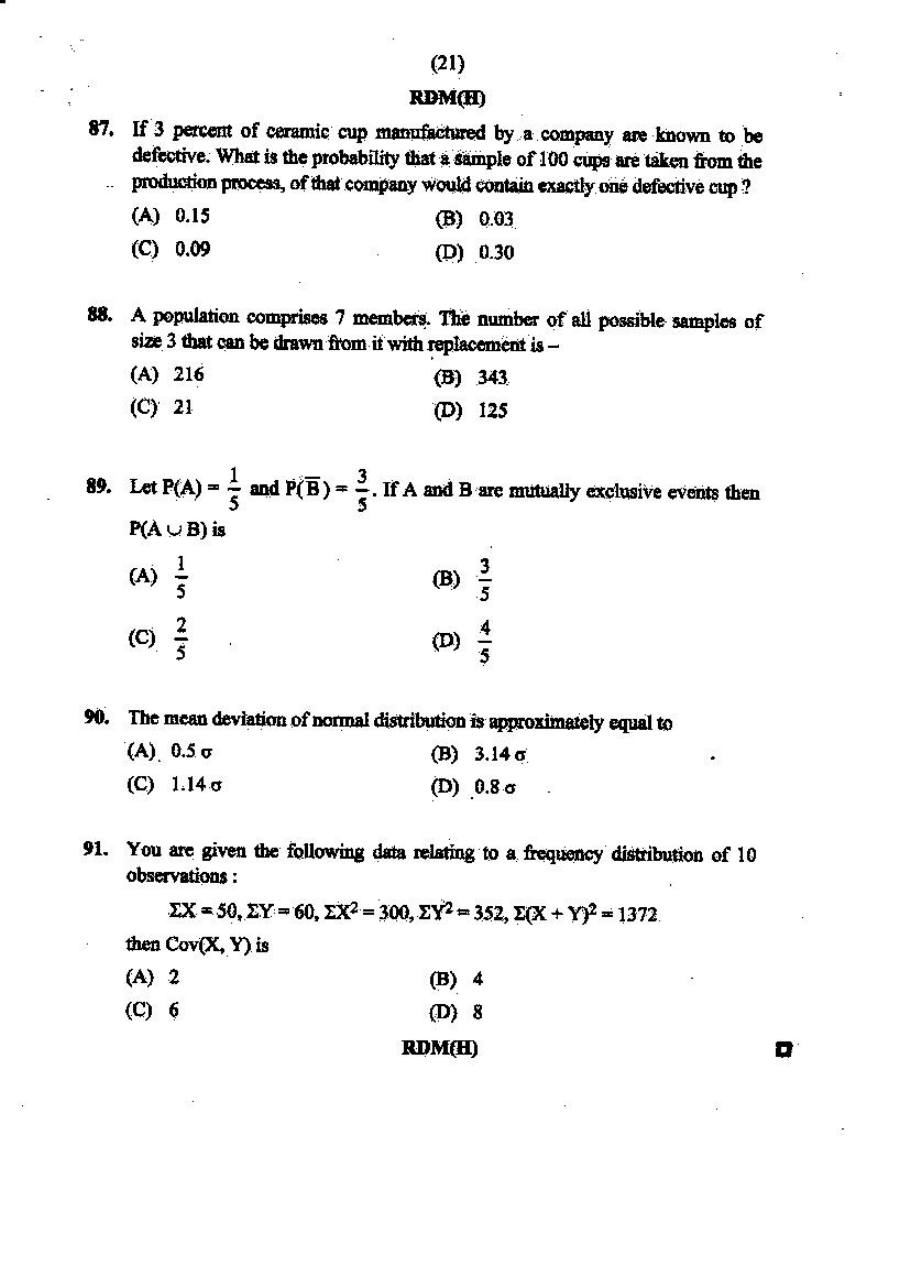 (21)
RDM(H)
87. If 3 percent of ceramic cup manufactured by a company are known to be
defective. What is the probability that a sample of 100 cups are taken from the
production process, of that company would contain exactly one defective cup ?
(A) 0.15 (B) 0.03
(C) 0.09 (D) 0.30
88. A population comprises 7 members. The number of all possible samples of
size 3 that can be drawn from it with replacement is –
(A) 216 (B) 343
(C) 21 (D) 125
89. Let P(A) = 1/5 and P(B̅) = 3/5. If A and B are mutually exclusive events then
P(A ∪ B) is
(A) 1/5 (B) 3/5
(C) 2/5 (D) 4/5
90. The mean deviation of normal distribution is approximately equal to
(A) 0.5 σ (B) 3.14 σ
(C) 1.14 σ (D) 0.8 σ
91. You are given the following data relating to a frequency distribution of 10
observations :
ΣX = 50, ΣY = 60, ΣX² = 300, ΣY² = 352, Σ(X + Y)² = 1372
then Cov(X, Y) is
(A) 2 (B) 4
(C) 6 (D) 8
RDM(H)